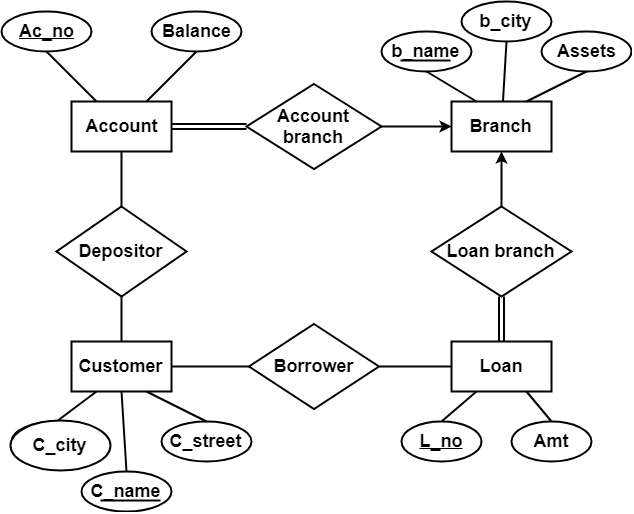 Ac_no
Balance
b_name
b_city
Assets
Account
Account
branch
Branch
Depositor
Loan branch
Customer
Borrower
Loan
C_city
C_name
C_street
L_no
Amt